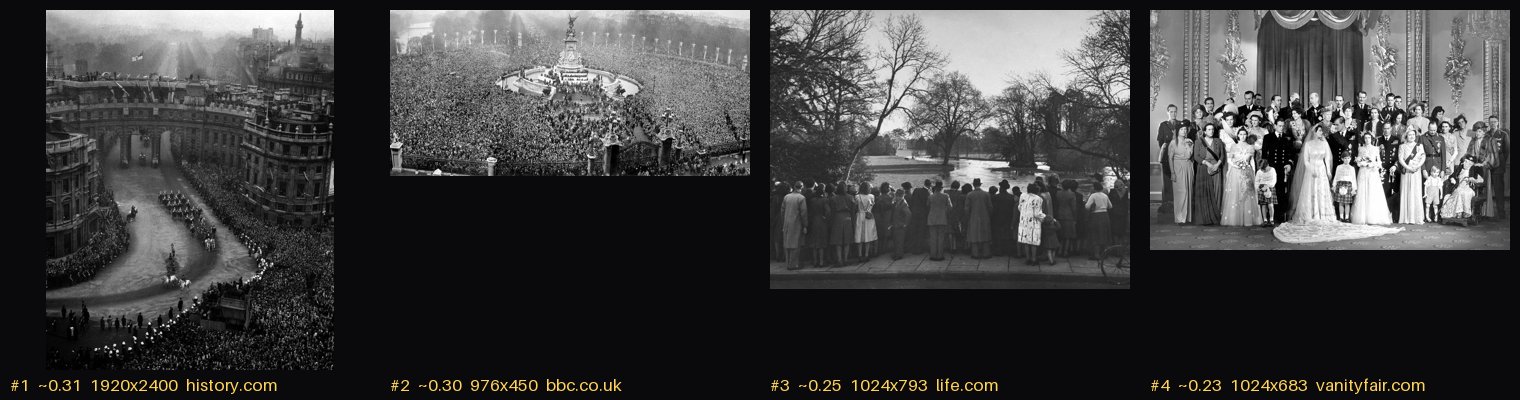 #1 ~0.31 1920x2400 history.com
#2 ~0.30 976x450 bbc.co.uk
#3 ~0.25 1024x793 life.com
#4 ~0.23 1024x683 vanityfair.com